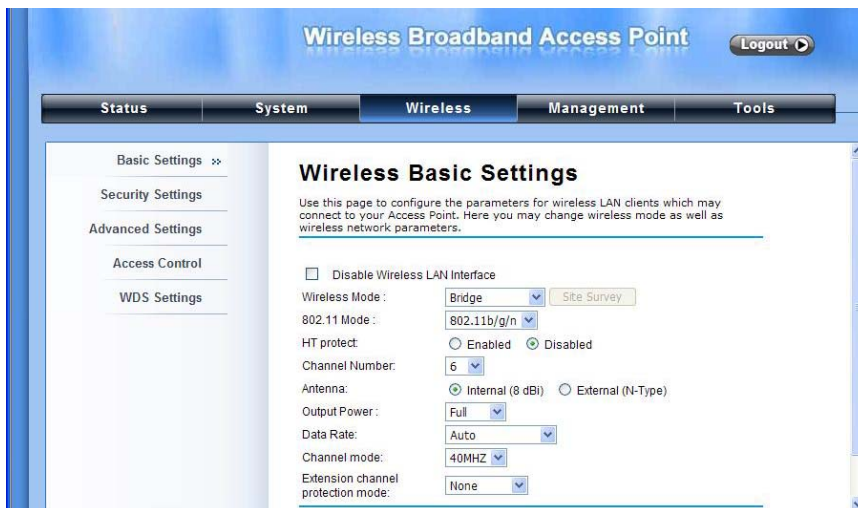 Wireless Broadband Access Point
Logout
Status System Wireless Management Tools
Basic Settings »
Security Settings
Advanced Settings
Access Control
WDS Settings
Wireless Basic Settings
Use this page to configure the parameters for wireless LAN clients which may
connect to your Access Point. Here you may change wireless mode as well as
wireless network parameters.
Disable Wireless LAN Interface
Wireless Mode : Bridge Site Survey
802.11 Mode : 802.11b/g/n
HT protect: Enabled Disabled
Channel Number: 6
Antenna: Internal (8 dBi) External (N-Type)
Output Power : Full
Data Rate: Auto
Channel mode: 40MHZ
Extension channel
protection mode: None